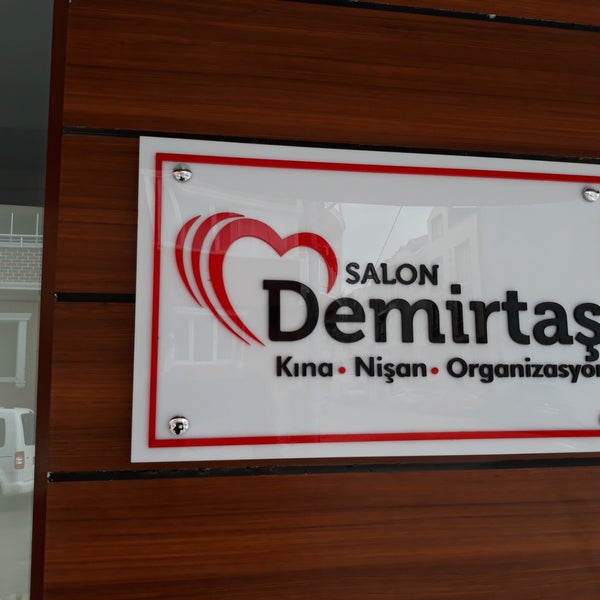 SALON
Demirtaş
Kına • Nişan • Organizasyon